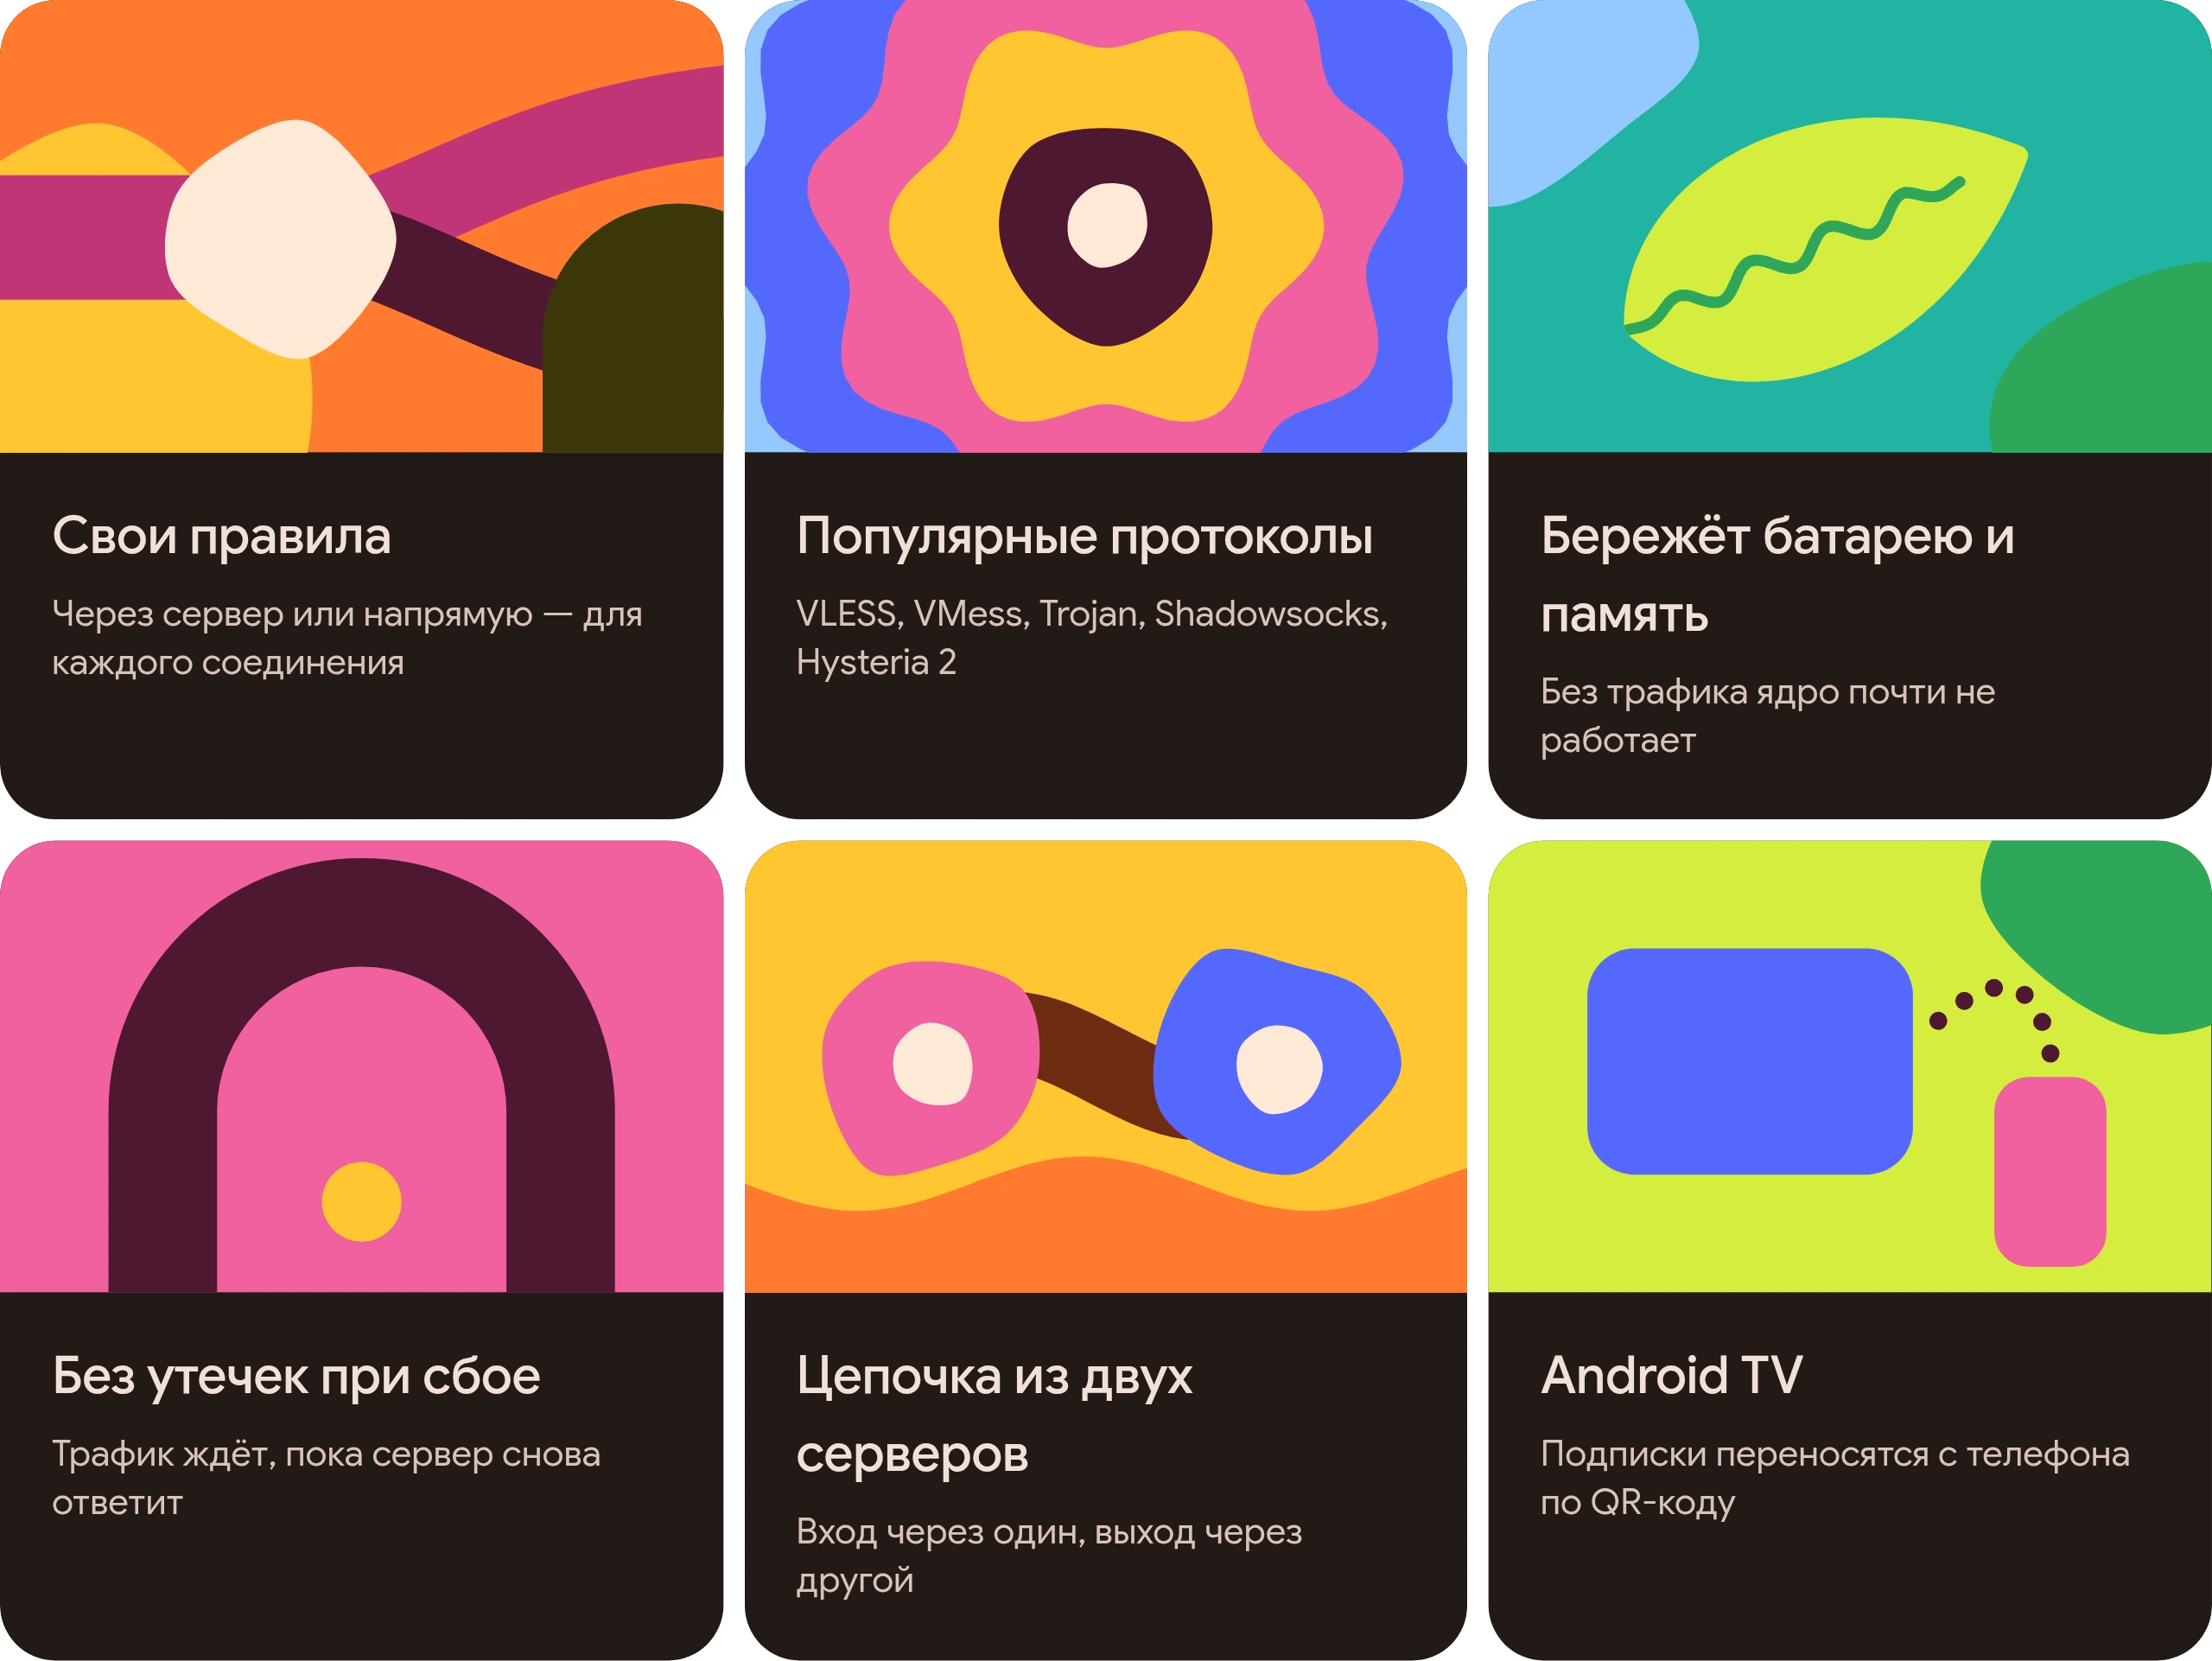 Свои правила
Через сервер или напрямую — для
каждого соединения
Популярные протоколы
VLESS, VMess, Trojan, Shadowsocks,
Hysteria 2
Бережёт батарею и
память
Без трафика ядро почти не
работает
Без утечек при сбое
Трафик ждёт, пока сервер снова
ответит
Цепочка из двух
серверов
Вход через один, выход через
другой
Android TV
Подписки переносятся с телефона
по QR-коду